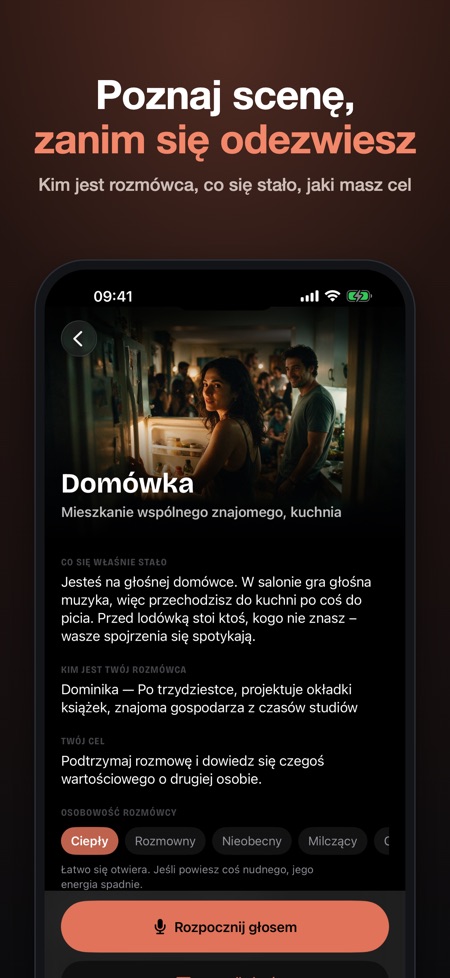 Poznaj scenę,
zanim się odezwiesz
Kim jest rozmówca, co się stało, jaki masz cel
09:41
Domówka
Mieszkanie wspólnego znajomego, kuchnia
CO SIĘ WŁAŚNIE STAŁO
Jesteś na głośnej domówce. W salonie gra głośna
muzyka, więc przechodzisz do kuchni po coś do
picia. Przed lodówką stoi ktoś, kogo nie znasz –
wasze spojrzenia się spotykają.
KIM JEST TWÓJ ROZMÓWCA
Dominika — Po trzydziestce, projektuje okładki
książek, znajoma gospodarza z czasów studiów
TWÓJ CEL
Podtrzymaj rozmowę i dowiedz się czegoś
wartościowego o drugiej osobie.
OSOBOWOŚĆ ROZMÓWCY
Ciepły Rozmowny Nieobecny Milczący
Łatwo się otwiera. Jeśli powiesz coś nudnego, jego
energia spadnie.
Rozpocznij głosem